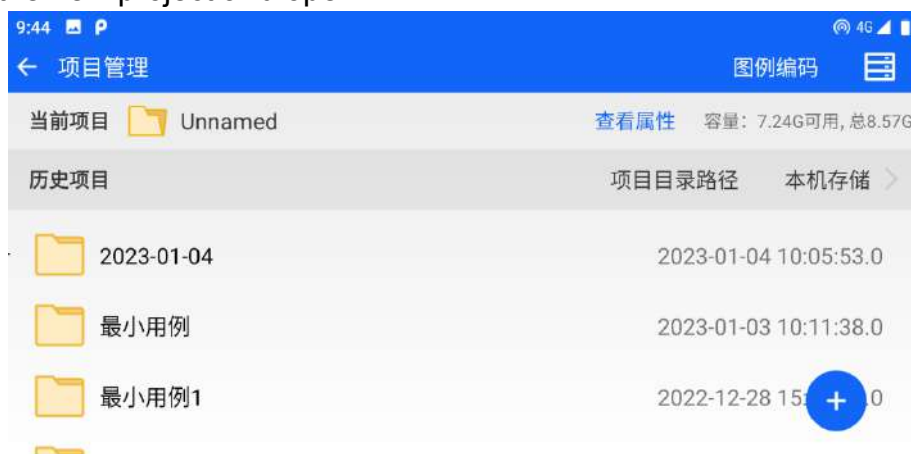 9:44 4G
项目管理 图例编码
当前项目 Unnamed 查看属性 容量：7.24G可用, 总8.57G
历史项目 项目目录路径 本机存储
2023-01-04 2023-01-04 10:05:53.0
最小用例 2023-01-03 10:11:38.0
最小用例1 2022-12-28 15: 0